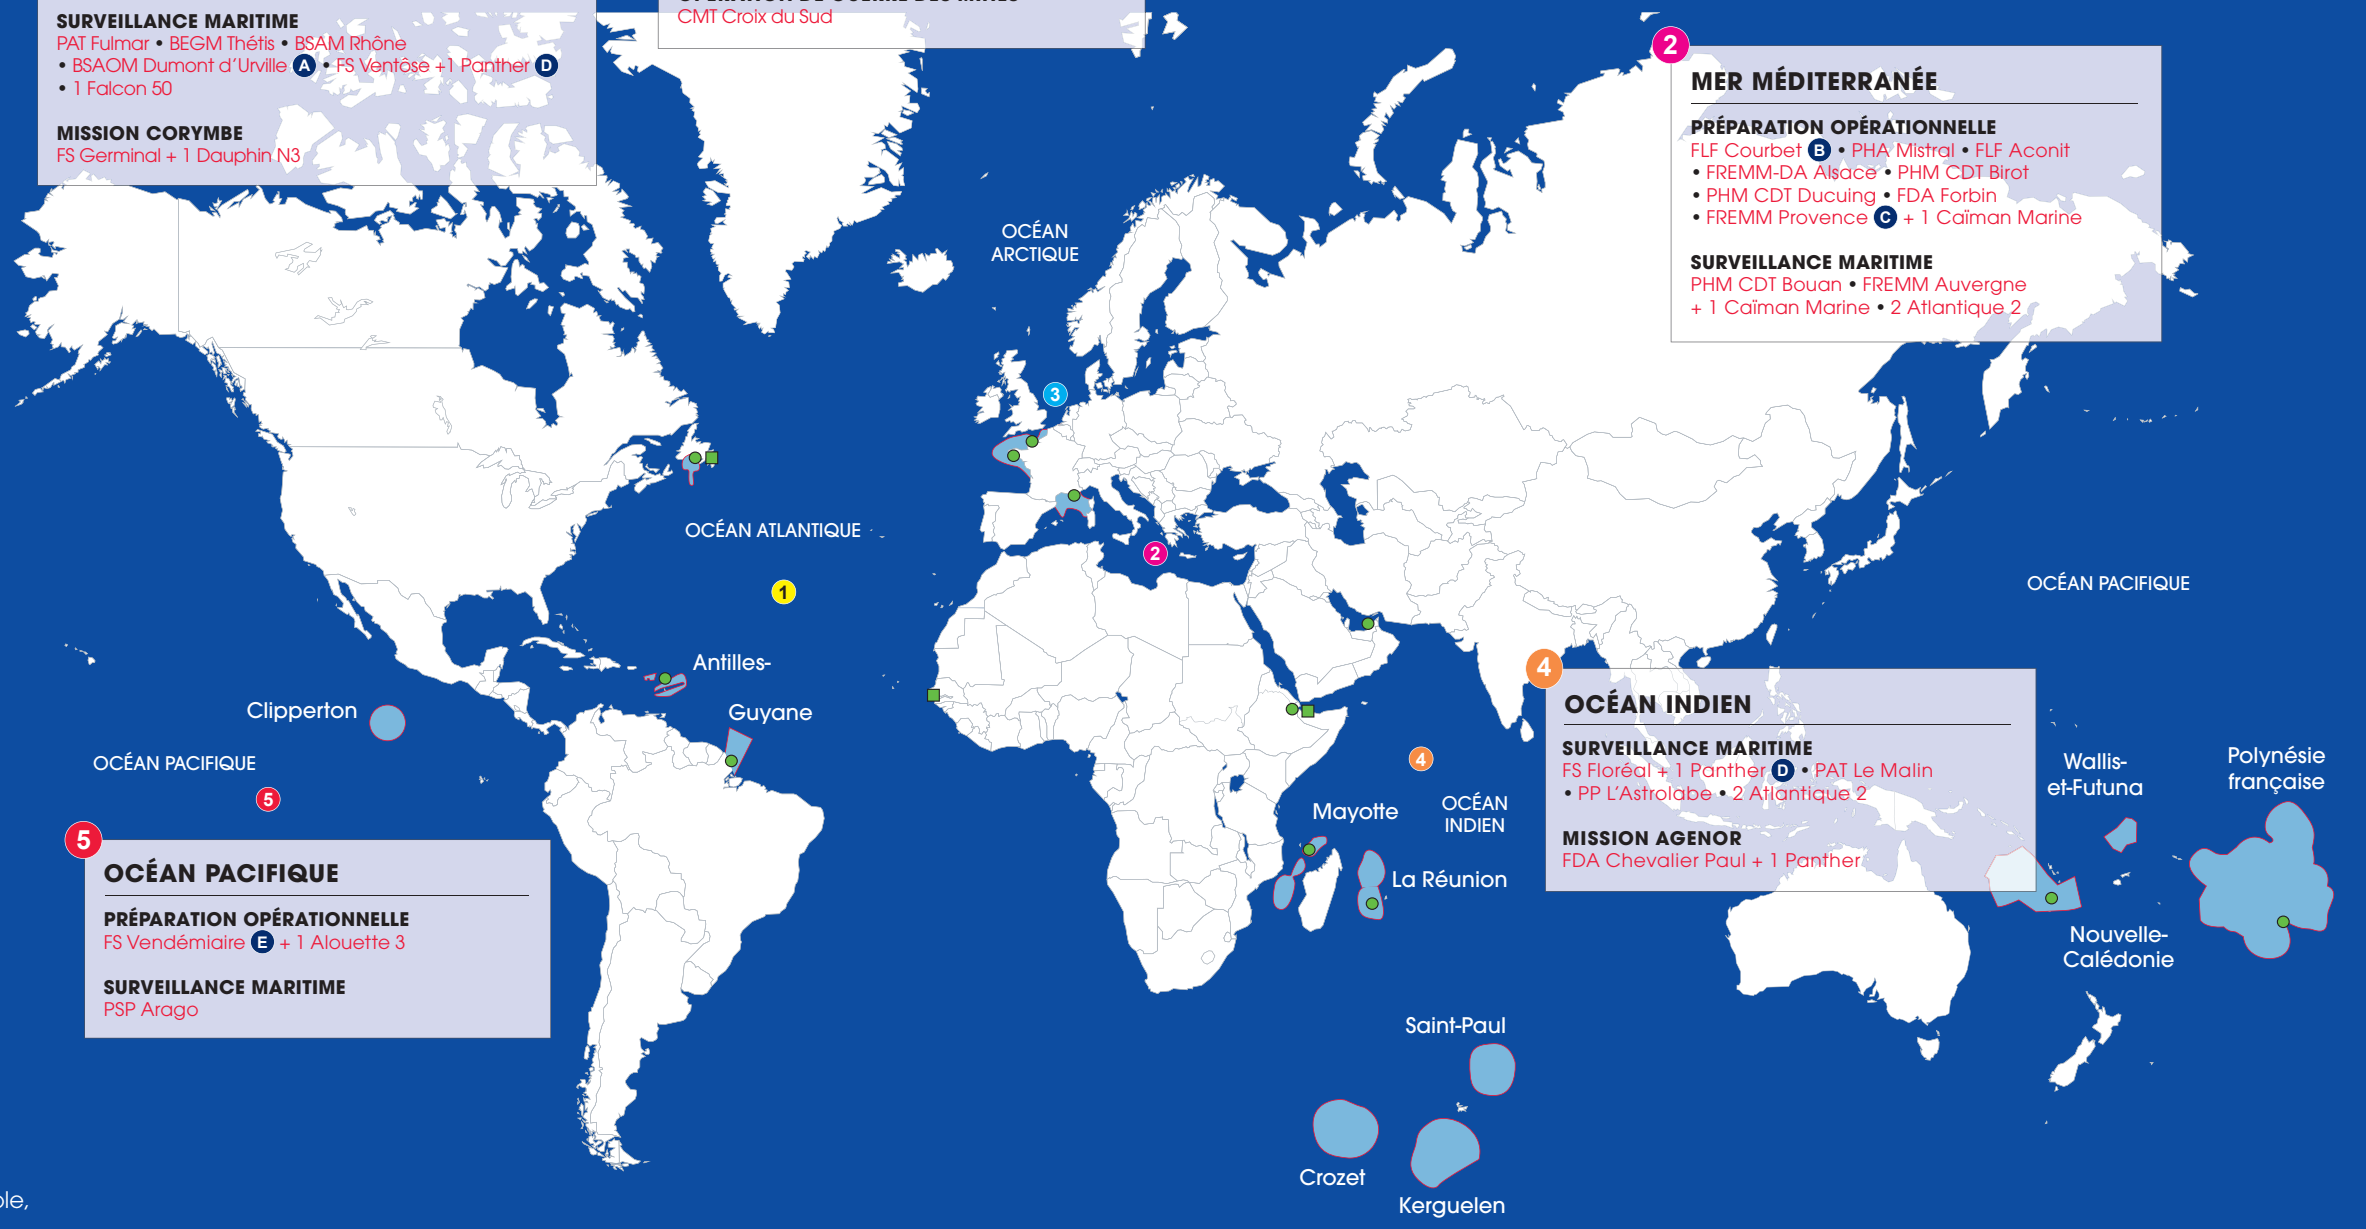 SURVEILLANCE MARITIME
PAT Fulmar • BEGM Thétis • BSAM Rhône
• BSAOM Dumont d'Urville A • FS Ventôse +1 Panther D
• 1 Falcon 50
MISSION CORYMBE
FS Germinal + 1 Dauphin N3
OPÉRATION DE GUERRE DES MINES
CMT Croix du Sud
2
MER MÉDITERRANÉE
PRÉPARATION OPÉRATIONNELLE
FLF Courbet B • PHA Mistral • FLF Aconit
• FREMM-DA Alsace • PHM CDT Birot
• PHM CDT Ducuing • FDA Forbin
• FREMM Provence C + 1 Caïman Marine
SURVEILLANCE MARITIME
PHM CDT Bouan • FREMM Auvergne
+ 1 Caïman Marine • 2 Atlantique 2
OCÉAN
ARCTIQUE
3
OCÉAN ATLANTIQUE
2
1
OCÉAN PACIFIQUE
Antilles-
Guyane
Clipperton
OCÉAN PACIFIQUE
5
4
Mayotte
OCÉAN
INDIEN
La Réunion
4
OCÉAN INDIEN
SURVEILLANCE MARITIME
FS Floréal + 1 Panther D • PAT Le Malin
• PP L'Astrolabe • 2 Atlantique 2
MISSION AGENOR
FDA Chevalier Paul + 1 Panther
Wallis-
et-Futuna
Polynésie
française
Nouvelle-
Calédonie
5
OCÉAN PACIFIQUE
PRÉPARATION OPÉRATIONNELLE
FS Vendémiaire E + 1 Alouette 3
SURVEILLANCE MARITIME
PSP Arago
Saint-Paul
Crozet
Kerguelen